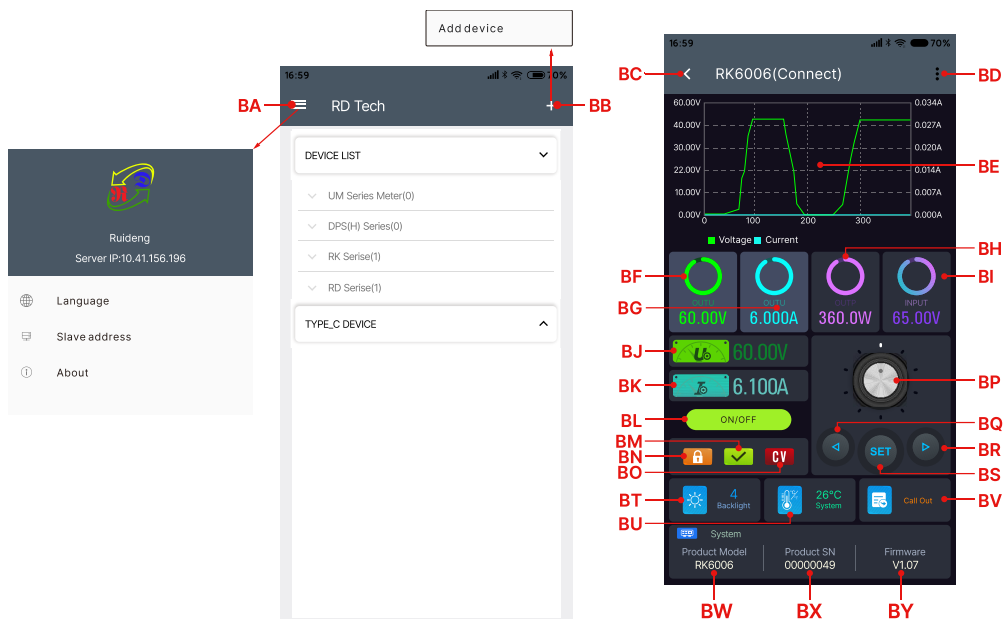 Add device
16:59
70%
BA
RD Tech
+
BB
Ruideng
Server IP:10.41.156.196
Language
Slave address
About
DEVICE LIST
UM Series Meter(0)
DPS(H) Series(0)
RK Serise(1)
RD Serise(1)
TYPE_C DEVICE
16:59
70%
BC
RK6006(Connect)
BD
60.00V
0.034A
40.00V
0.027A
30.00V
0.020A
BE
22.00V
0.014A
10.00V
0.007A
0.00V
0.000A
0 100 200 300
Voltage Current
BH
BF
BI
BG
OUTU
60.00V
OUTU
6.000A
360.0W
INPUT
65.00V
BJ
U₀
60.00V
BK
I₀
6.100A
BP
BL
ON/OFF
BQ
BM
BN
CV
SET
BR
BO
BS
BT
4
Backlight
26°C
System
Call Out
BV
BU
System
Product Model
RK6006
Product SN
00000049
Firmware
V1.07
BW
BX
BY